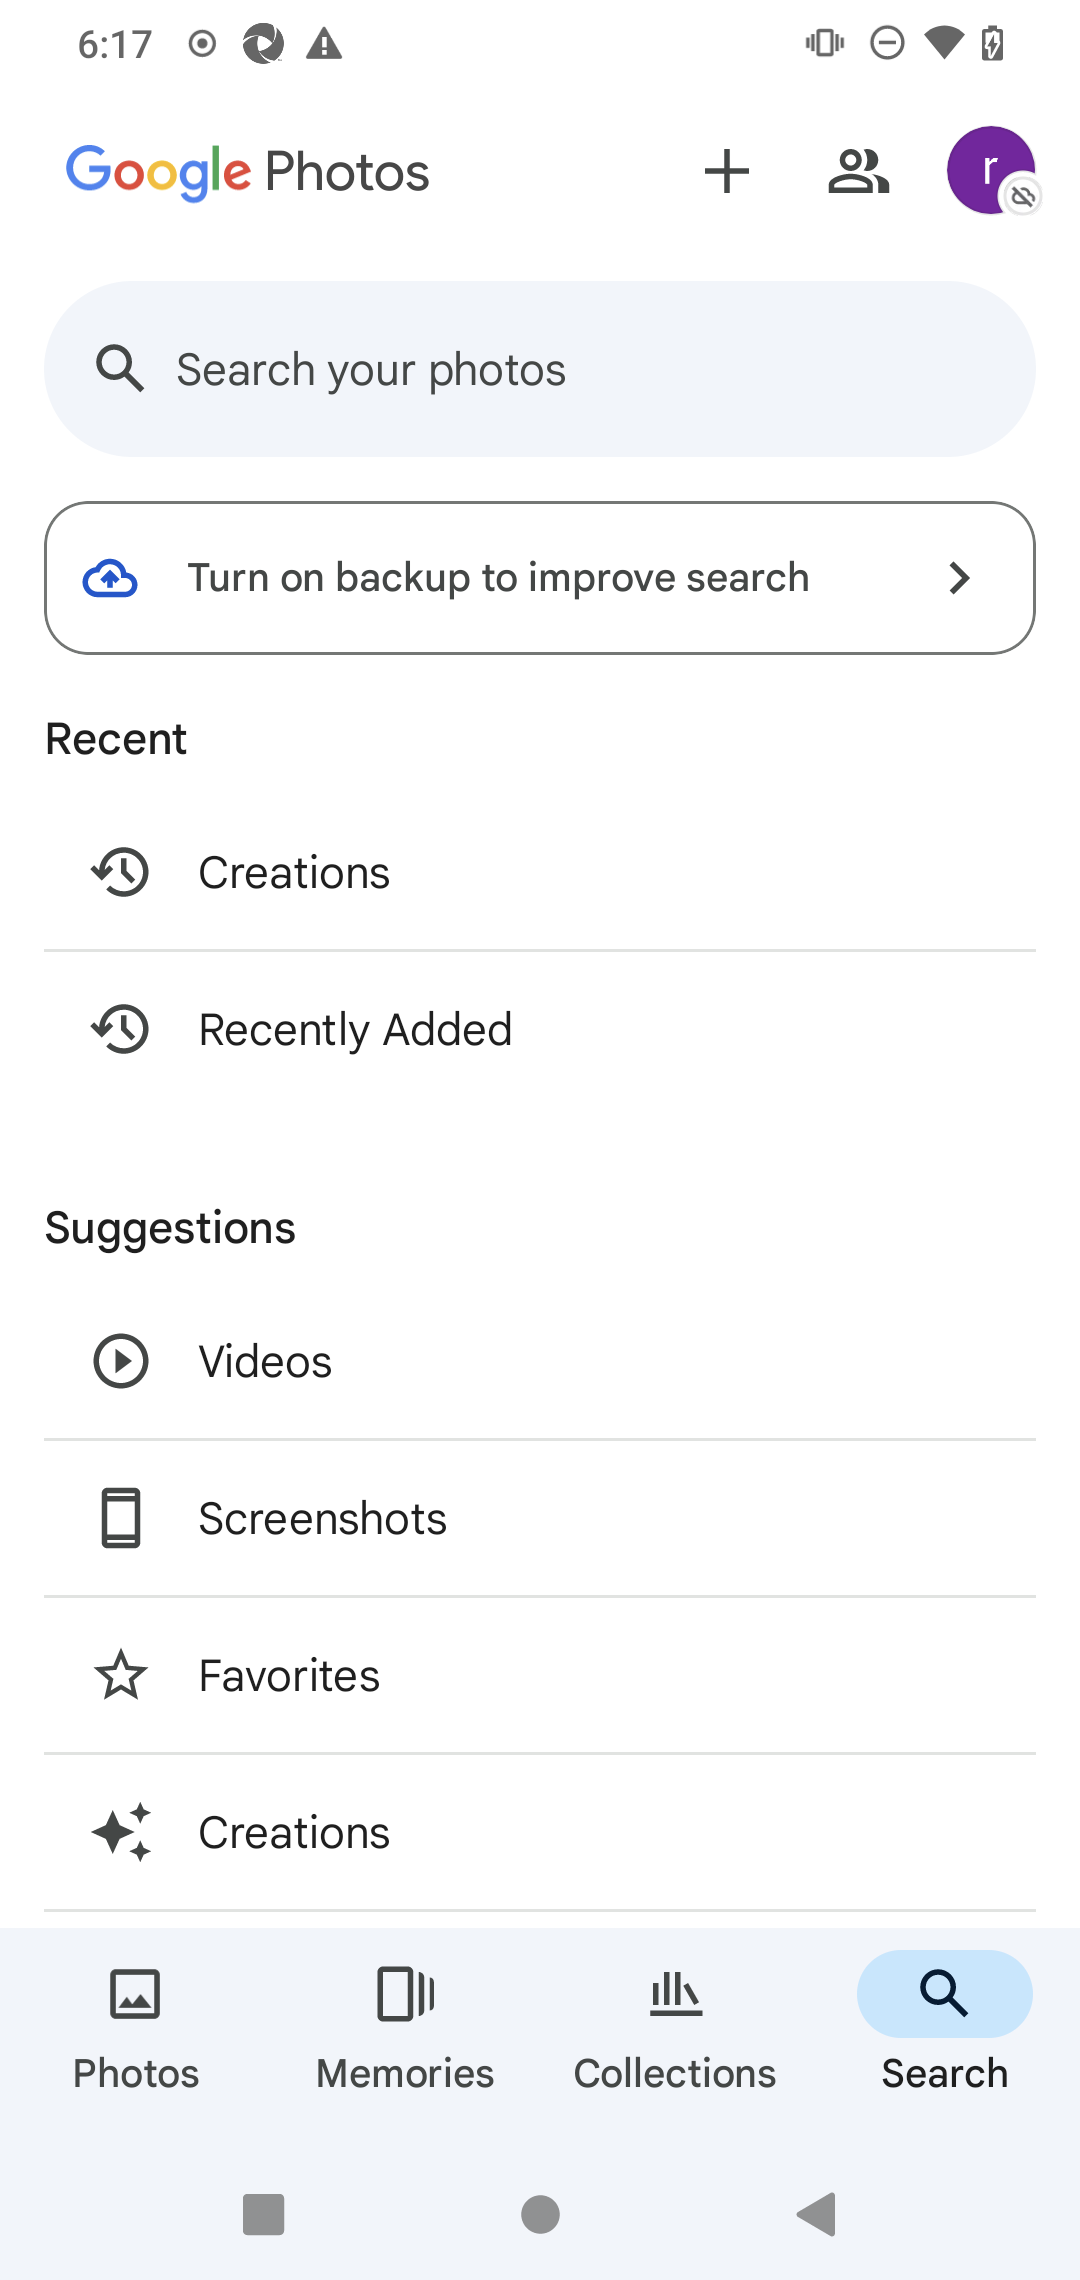 6:17
Google Photos
r
Search your photos
Turn on backup to improve search
Recent
Creations
Recently Added
Suggestions
Videos
Screenshots
Favorites
Creations
Photos
Memories
Collections
Search